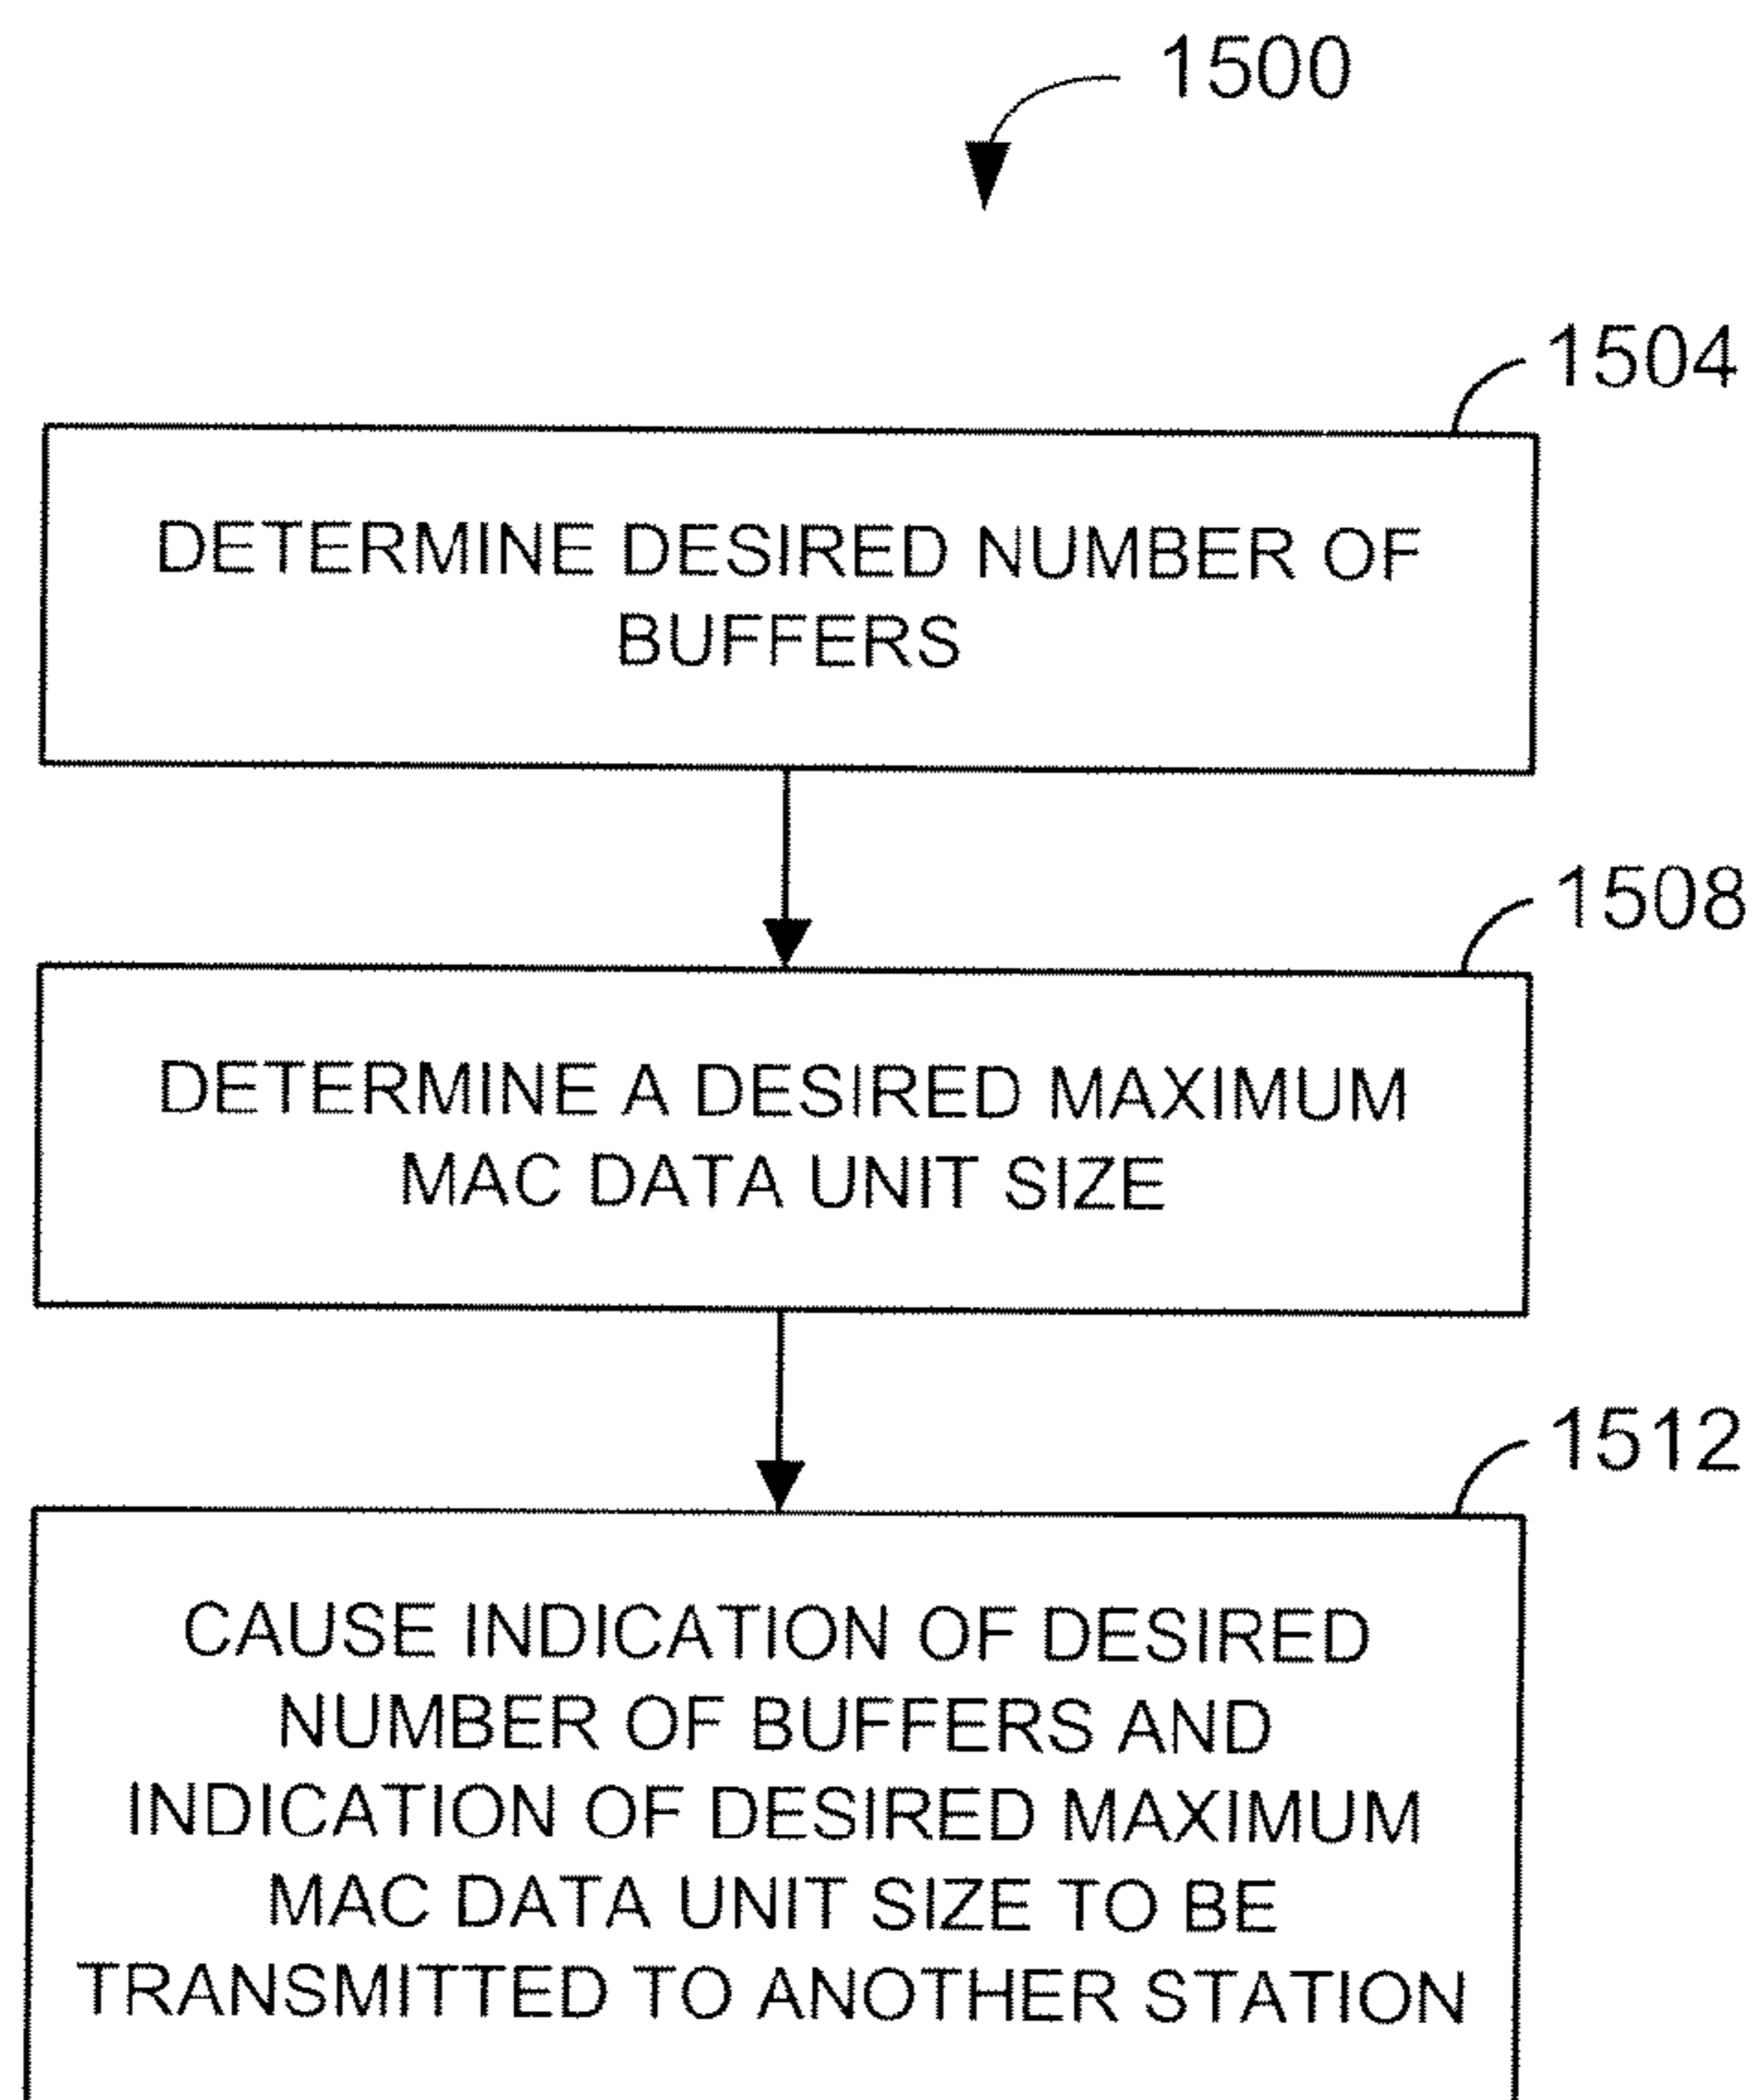 1500
1504
DETERMINE DESIRED NUMBER OF
BUFFERS
1508
DETERMINE A DESIRED MAXIMUM
MAC DATA UNIT SIZE
1512
CAUSE INDICATION OF DESIRED
NUMBER OF BUFFERS AND
INDICATION OF DESIRED MAXIMUM
MAC DATA UNIT SIZE TO BE
TRANSMITTED TO ANOTHER STATION